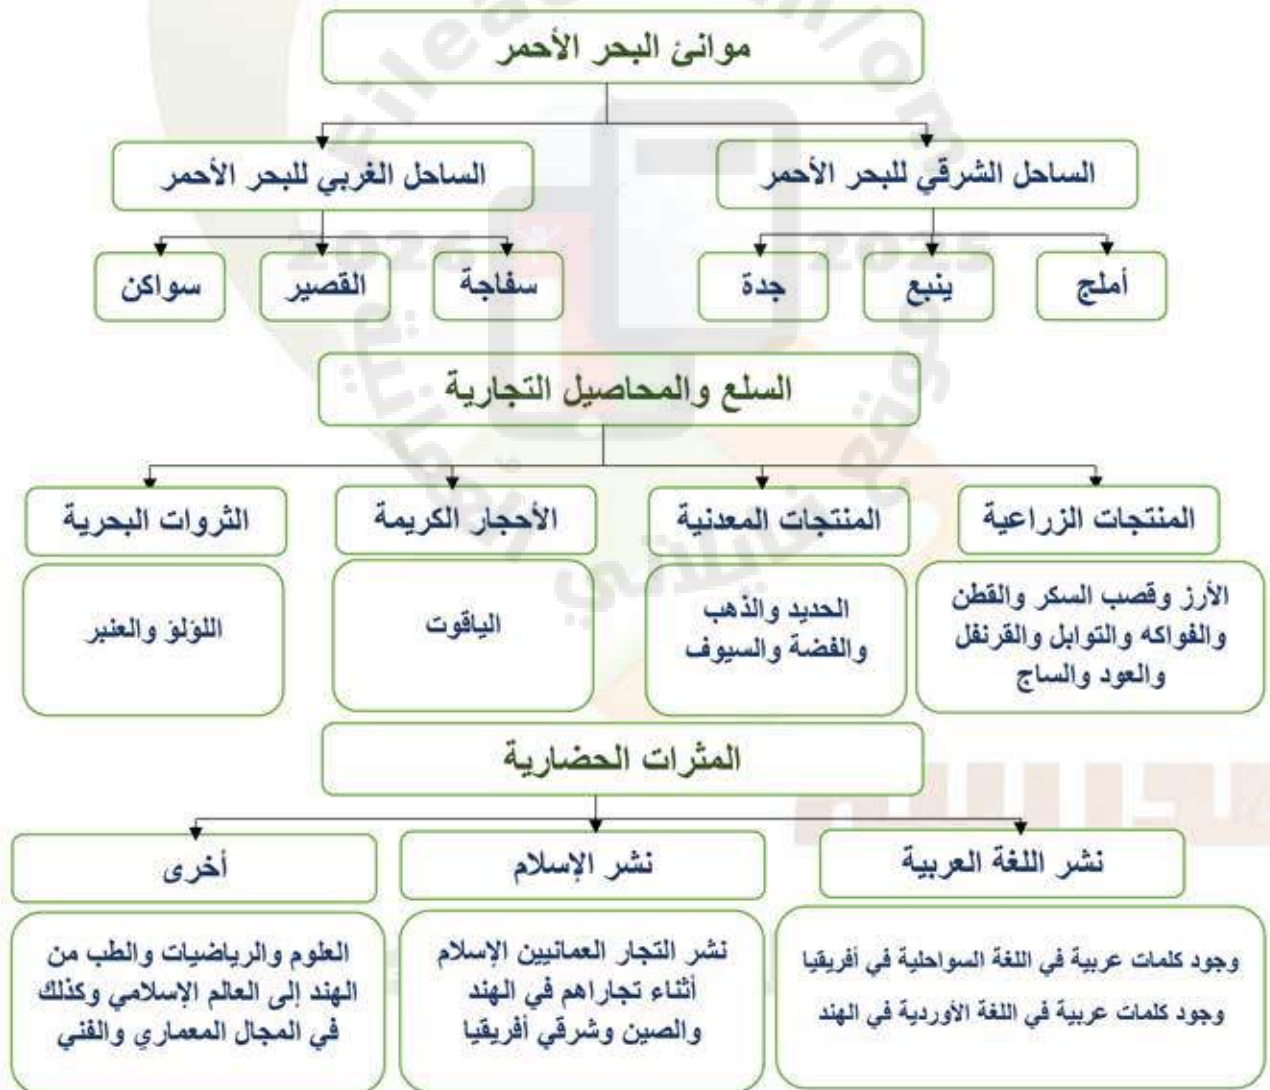 موانئ البحر الأحمر
الساحل الشرقي للبحر الأحمر
الساحل الغربي للبحر الأحمر
أملج
ينبع
جدة
سفاجة
القصير
سواكن
السلع والمحاصيل التجارية
المنتجات الزراعية
المنتجات المعدنية
الأحجار الكريمة
الثروات البحرية
الأرز وقصب السكر والقطن
والفواكه والتوابل والقرنفل
والعود والساج
الحديد والذهب
والفضة والسيوف
الياقوت
اللؤلؤ والعنبر
المثرات الحضارية
نشر اللغة العربية
نشر الإسلام
أخرى
وجود كلمات عربية في اللغة السواحلية في أفريقيا
وجود كلمات عربية في اللغة الأوردية في الهند
نشر التجار العمانيين الإسلام
أثناء تجاراهم في الهند
والصين وشرقي أفريقيا
العلوم والرياضيات والطب من
الهند إلى العالم الإسلامي وكذلك
في المجال المعماري والفني
2026
2025
موقع فايلاتي